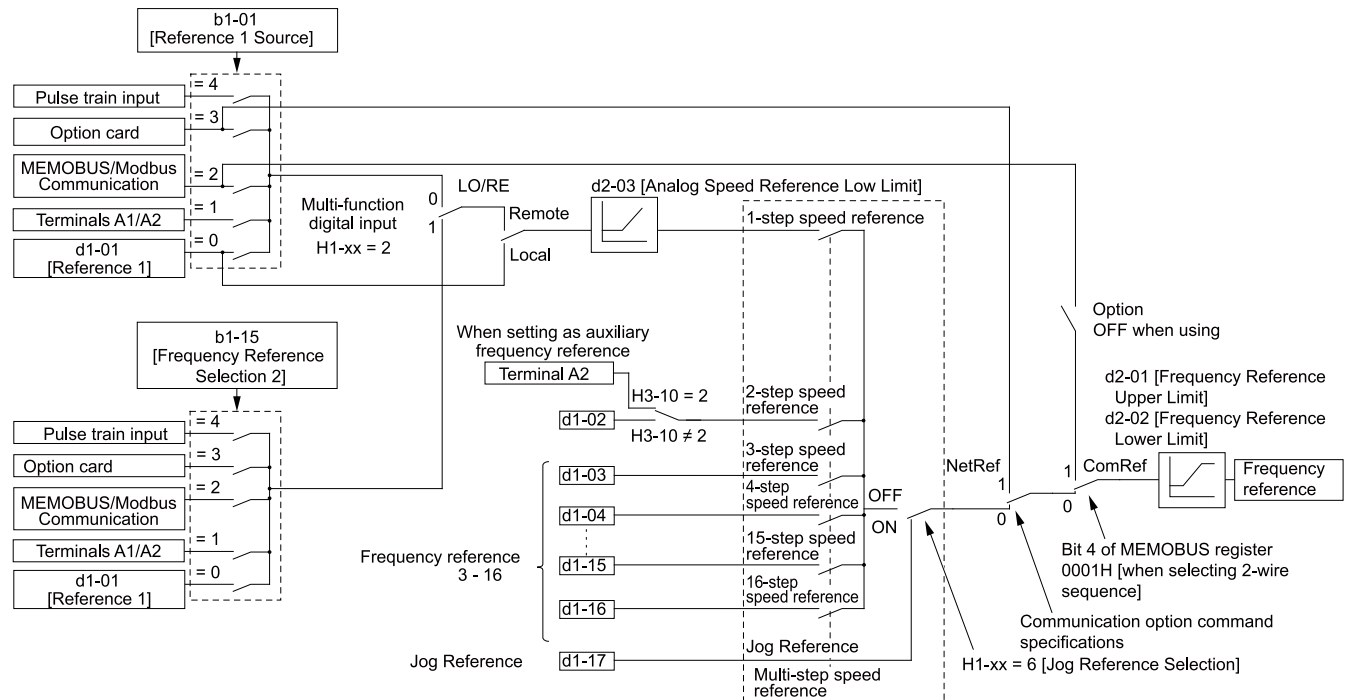 b1-01
[Reference 1 Source]
= 4
Pulse train input
= 3
Option card
MEMOBUS/Modbus
Communication
= 2
= 1
Terminals A1/A2
= 0
d1-01
[Reference 1]
Multi-function
digital input
H1-xx = 2
0
1
LO/RE
Remote
Local
d2-03 [Analog Speed Reference Low Limit]
1-step speed reference
b1-15
[Frequency Reference
Selection 2]
= 4
Pulse train input
= 3
Option card
= 2
MEMOBUS/Modbus
Communication
= 1
Terminals A1/A2
= 0
d1-01
[Reference 1]
When setting as auxiliary
frequency reference
Terminal A2
H3-10 = 2
d1-02
H3-10 ≠ 2
2-step speed
reference
Frequency reference
3 - 16
d1-03
3-step speed
reference
d1-04
4-step
speed reference
d1-15
15-step speed
reference
d1-16
16-step
speed reference
Jog Reference
d1-17
Jog Reference
Multi-step speed
reference
OFF
ON
NetRef
1
0
Option
OFF when using
1
0
ComRef
d2-01 [Frequency Reference
Upper Limit]
d2-02 [Frequency Reference
Lower Limit]
Frequency
reference
Bit 4 of MEMOBUS register
0001H [when selecting 2-wire
sequence]
Communication option command
specifications
H1-xx = 6 [Jog Reference Selection]